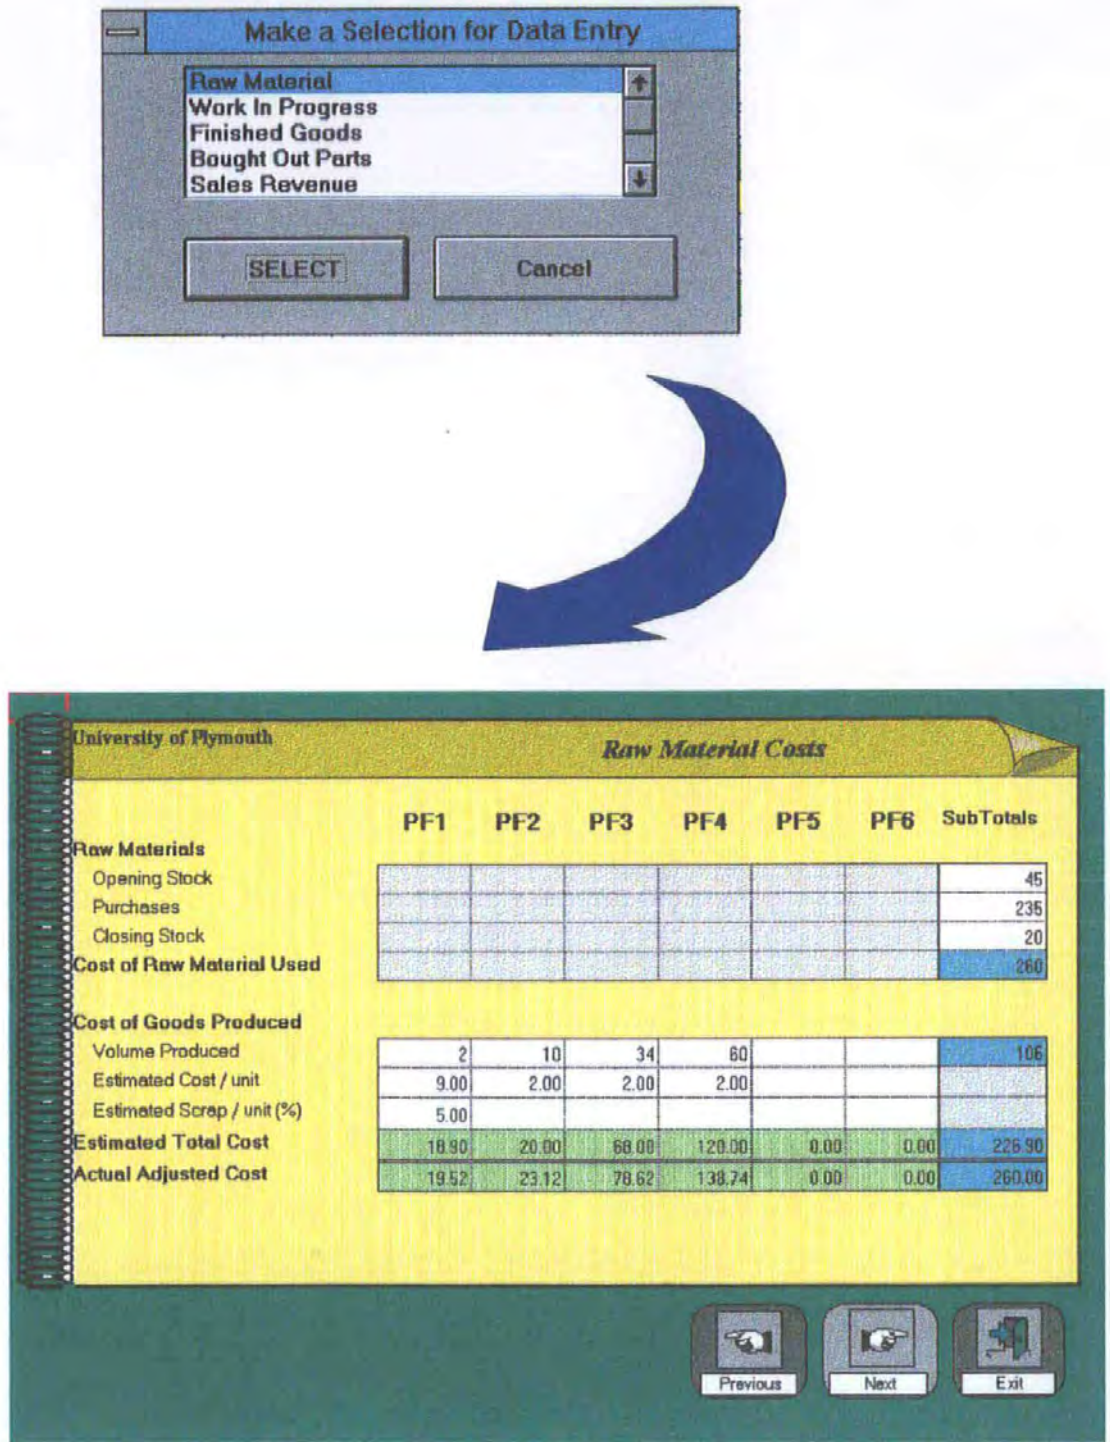 Make a Selection for Data Entry
Raw Material
Work In Progress
Finished Goods
Bought Out Parts
Sales Revenue
SELECT Cancel
University of Plymouth Raw Material Costs
PF1 PF2 PF3 PF4 PF5 PF6 SubTotals
Raw Materials
Opening Stock 45
Purchases 235
Closing Stock 20
Cost of Raw Material Used 260
Cost of Goods Produced
Volume Produced 2 10 34 60 106
Estimated Cost / unit 9.00 2.00 2.00 2.00
Estimated Scrap / unit (%) 5.00
Estimated Total Cost 18.90 20.00 68.00 120.00 0.00 0.00 226.90
Actual Adjusted Cost 19.52 23.12 78.62 138.74 0.00 0.00 260.00
Previous Next Exit